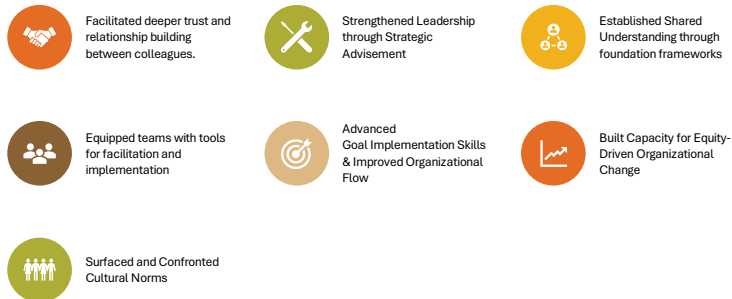 Facilitated deeper trust and
relationship building
between colleagues.
Strengthened Leadership
through Strategic
Advisement
Established Shared
Understanding through
foundation frameworks
Equipped teams with tools
for facilitation and
implementation
Advanced
Goal Implementation Skills
& Improved Organizational
Flow
Built Capacity for Equity-
Driven Organizational
Change
Surfaced and Confronted
Cultural Norms